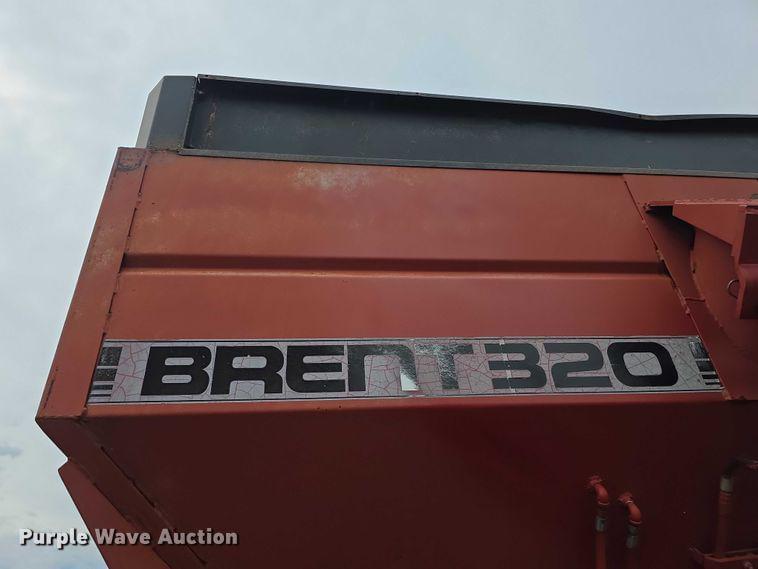 BRENT 320
Purple Wave Auction